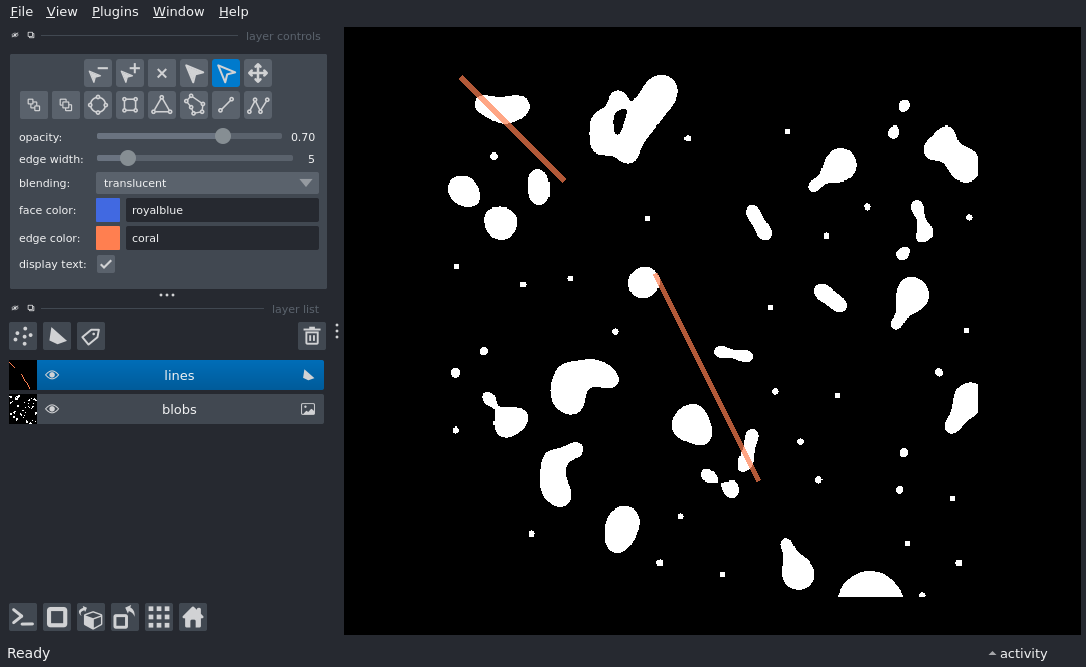 File View Plugins Window Help
layer controls
opacity: 0.70
edge width: 5
blending: translucent
face color: royalblue
edge color: coral
display text:
layer list
lines
blobs
Ready activity